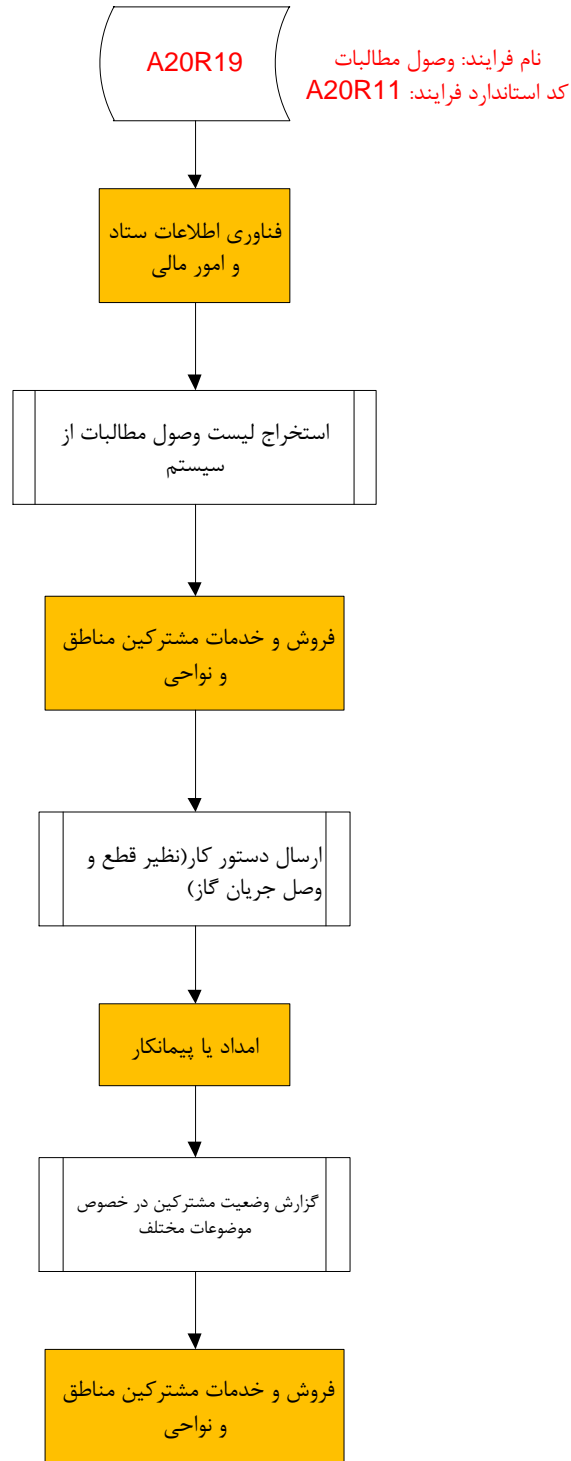 A20R19
نام فرایند: وصول مطالبات
کد استاندارد فرایند: A20R11
فناوری اطلاعات ستاد
و امور مالی
استخراج لیست وصول مطالبات از
سیستم
فروش و خدمات مشترکین مناطق
و نواحی
ارسال دستور کار(نظیر قطع و
وصل جریان گاز)
امداد یا پیمانکار
گزارش وضعیت مشترکین در خصوص
موضوعات مختلف
فروش و خدمات مشترکین مناطق
و نواحی